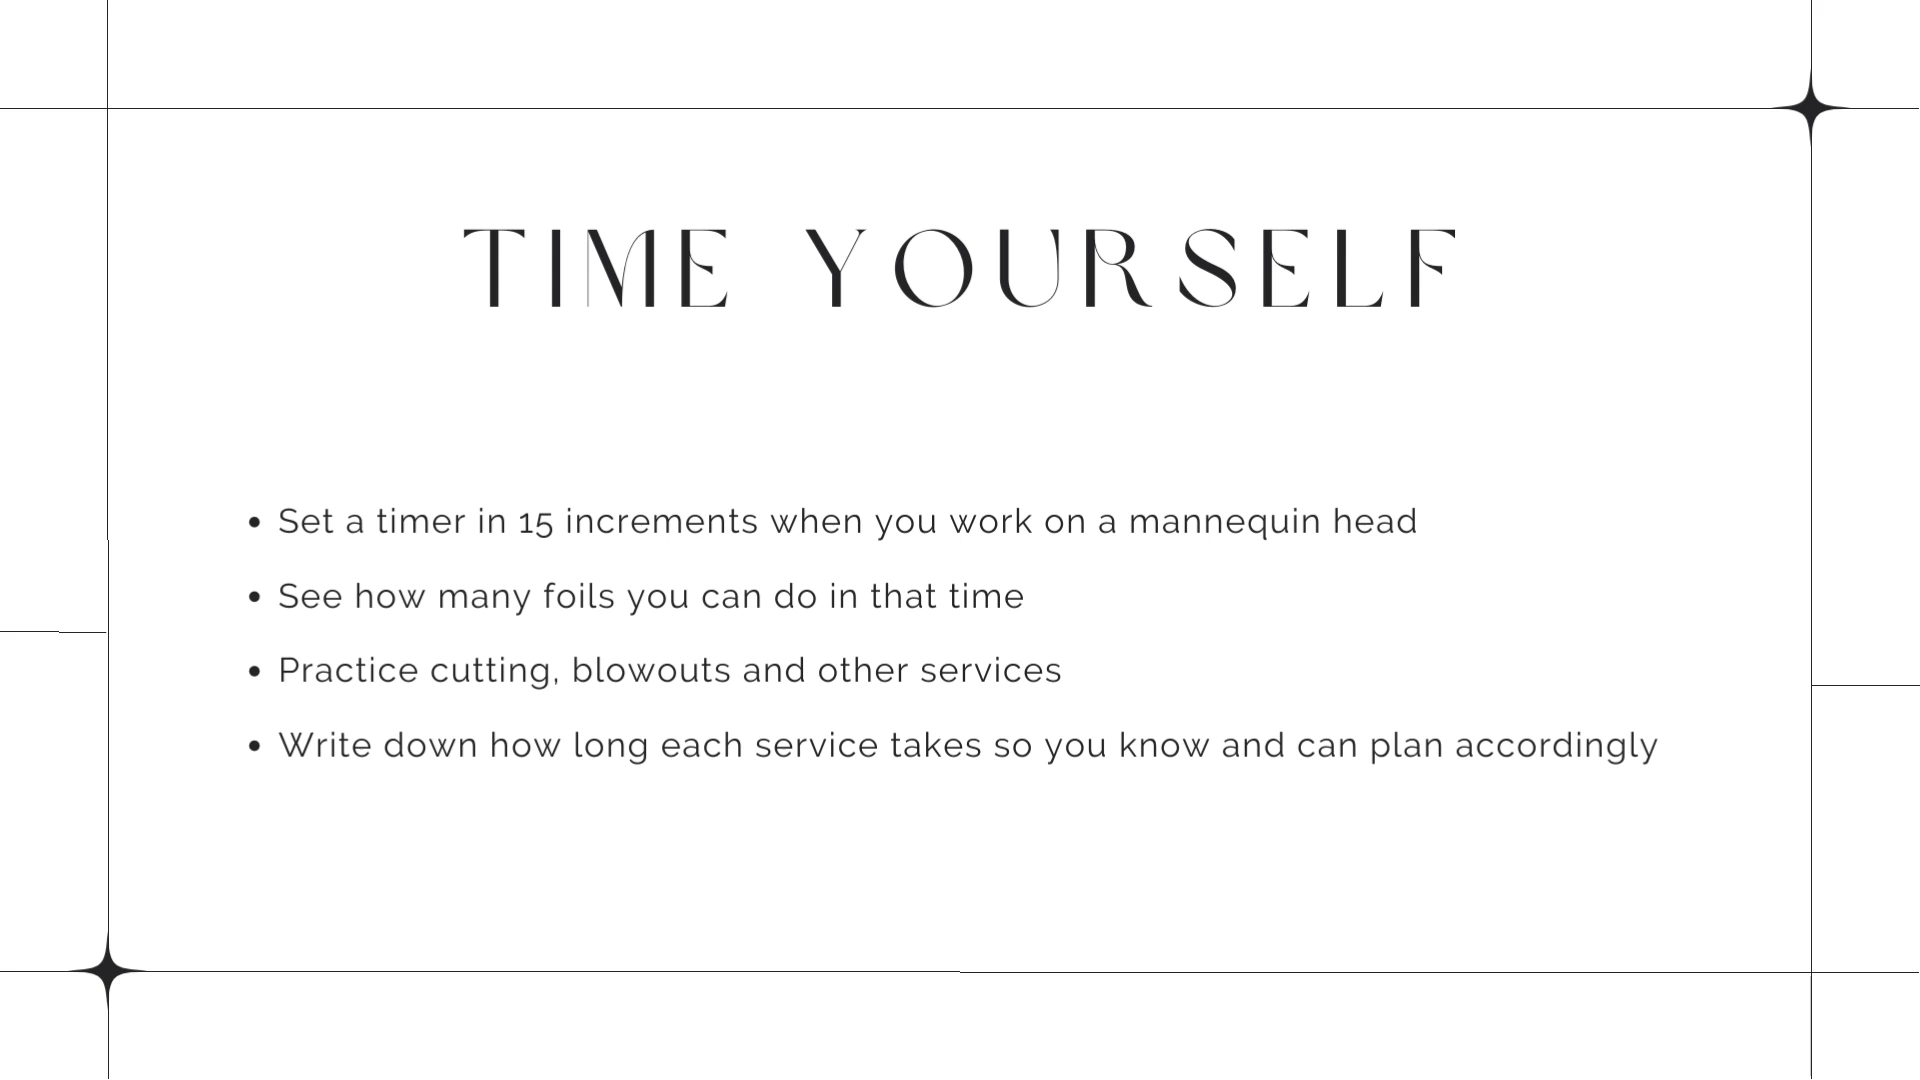 TIME YOURSELF
• Set a timer in 15 increments when you work on a mannequin head
• See how many foils you can do in that time
• Practice cutting, blowouts and other services
• Write down how long each service takes so you know and can plan accordingly